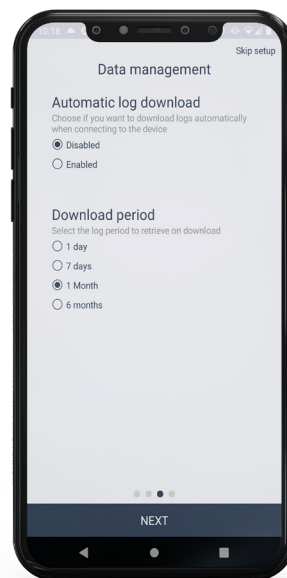 10:18
Skip setup
Data management
Automatic log download
Choose if you want to download logs automatically
when connecting to the device
Disabled
Enabled
Download period
Select the log period to retrieve on download
1 day
7 days
1 Month
6 months
NEXT